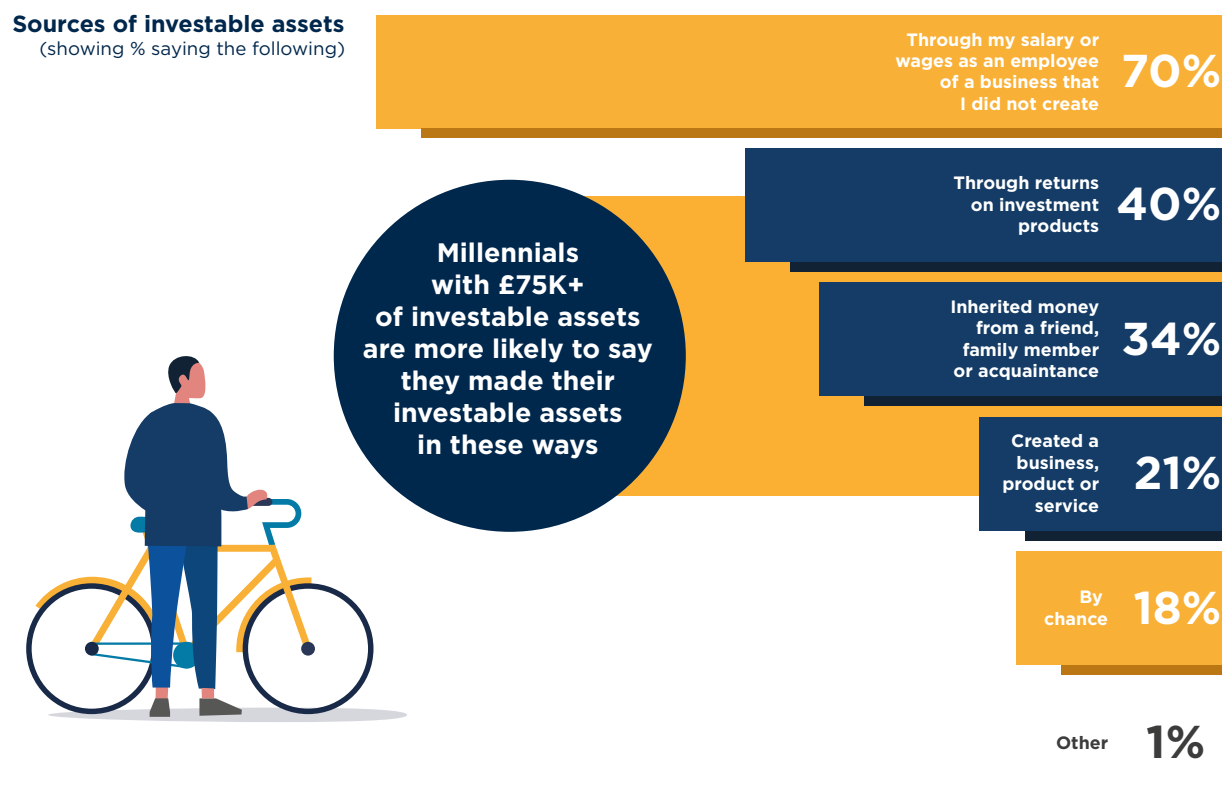 Sources of investable assets
(showing % saying the following)
Through my salary or
wages as an employee
of a business that
I did not create
70%
Through returns
on investment
products
40%
Millennials
with £75K+
of investable assets
are more likely to say
they made their
investable assets
in these ways
Inherited money
from a friend,
family member
or acquaintance
34%
Created a
business,
product or
service
21%
By
chance
18%
Other
1%